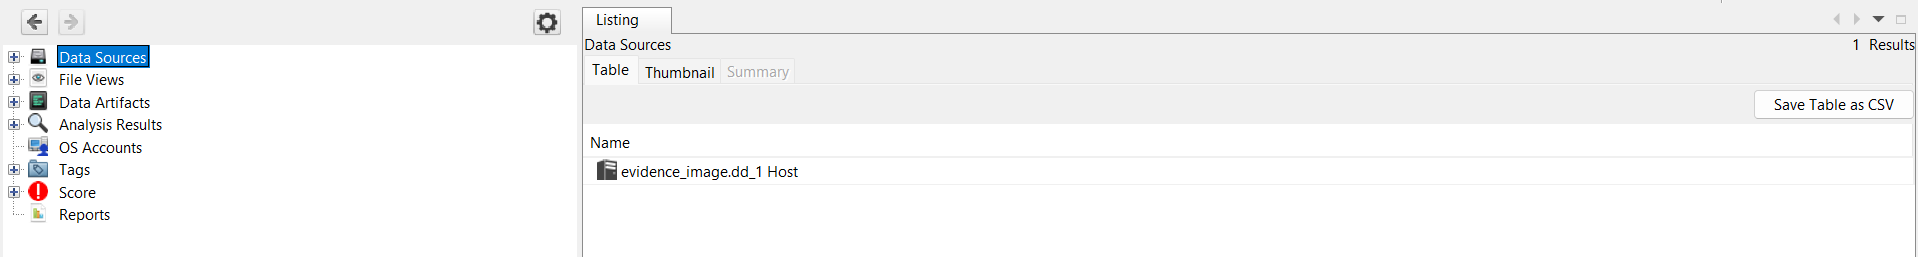 Data Sources
File Views
Data Artifacts
Analysis Results
OS Accounts
Tags
Score
Reports
Listing
Data Sources 1 Results
Table Thumbnail Summary
Save Table as CSV
Name
evidence_image.dd_1 Host